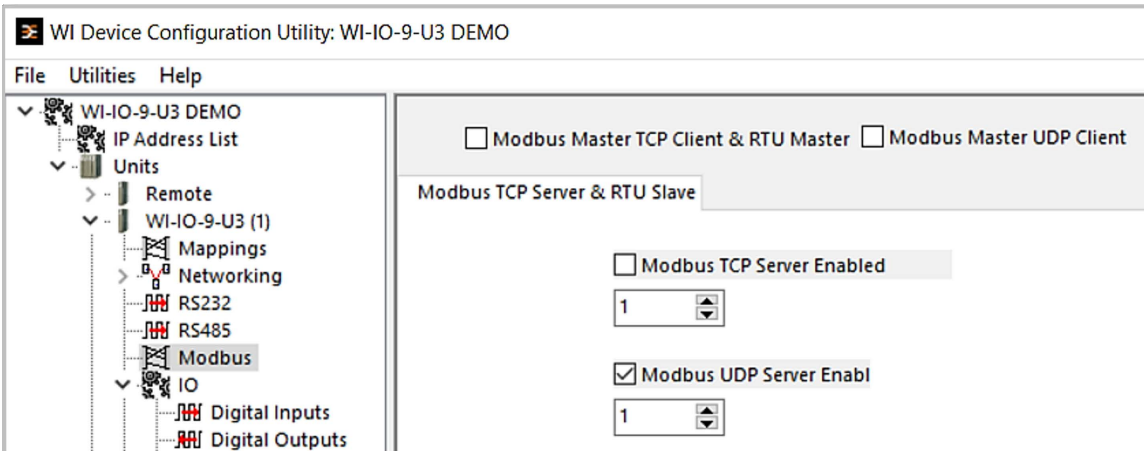 WI Device Configuration Utility: WI-IO-9-U3 DEMO
File Utilities Help
WI-IO-9-U3 DEMO
IP Address List
Units
Remote
WI-IO-9-U3 (1)
Mappings
Networking
RS232
RS485
Modbus
IO
Digital Inputs
Digital Outputs
Modbus Master TCP Client & RTU Master Modbus Master UDP Client
Modbus TCP Server & RTU Slave
Modbus TCP Server Enabled
1
Modbus UDP Server Enabl
1